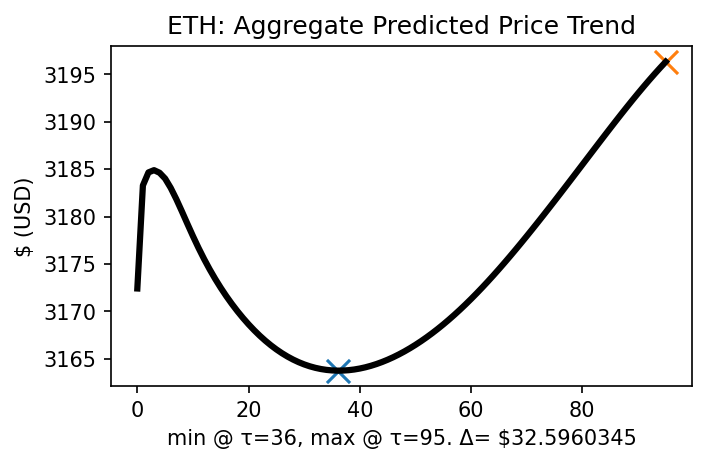 ETH: Aggregate Predicted Price Trend
3195
3190
3185
3180
3175
3170
3165
$ (USD)
0 20 40 60 80
min @ τ=36, max @ τ=95. Δ= $32.5960345